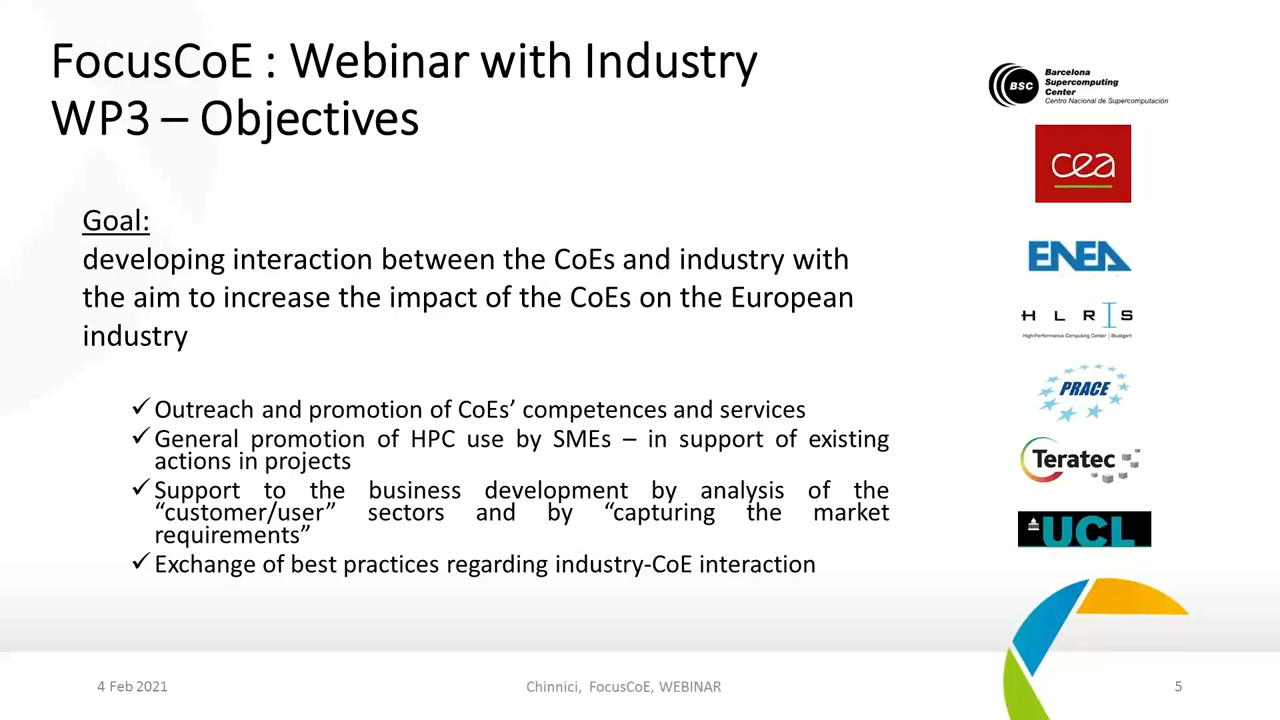 FocusCoE : Webinar with Industry
WP3 – Objectives
Goal:
developing interaction between the CoEs and industry with
the aim to increase the impact of the CoEs on the European
industry
✓ Outreach and promotion of CoEs’ competences and services
✓ General promotion of HPC use by SMEs – in support of existing
actions in projects
✓ Support to the business development by analysis of the
“customer/user” sectors and by “capturing the market
requirements”
✓ Exchange of best practices regarding industry-CoE interaction
BSC
Barcelona
Supercomputing
Center
Centro Nacional de Supercomputación
cea
ENEA
HLRIS
High-Performance Computing Center | Stuttgart
PRACE
Teratec
UCL
4 Feb 2021
Chinnici, FocusCoE, WEBINAR
5